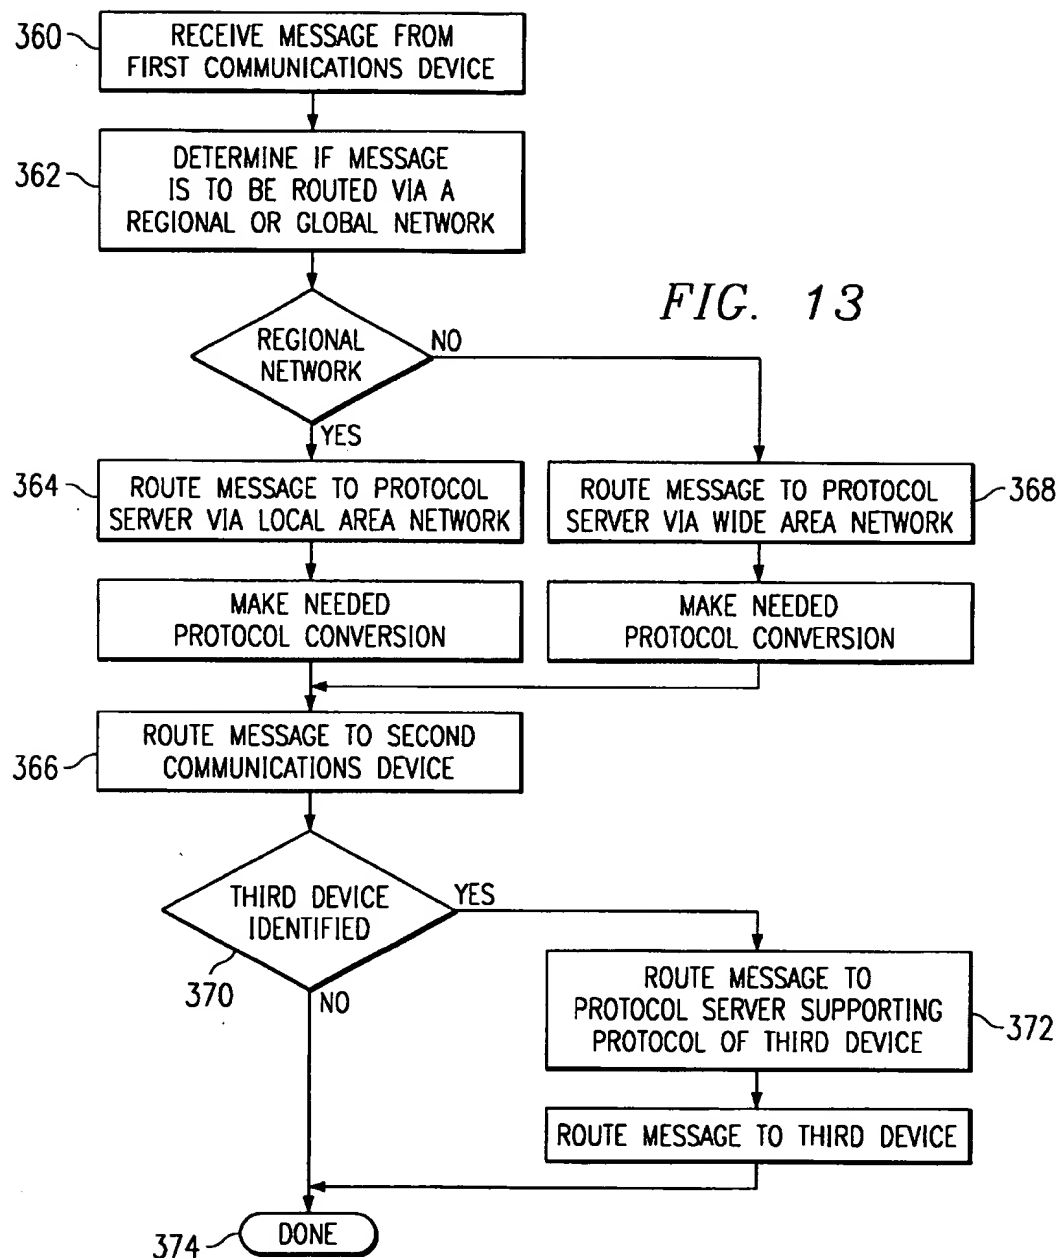 360
RECEIVE MESSAGE FROM
FIRST COMMUNICATIONS DEVICE
362
DETERMINE IF MESSAGE
IS TO BE ROUTED VIA A
REGIONAL OR GLOBAL NETWORK
FIG. 13
REGIONAL
NETWORK
NO
YES
364
ROUTE MESSAGE TO PROTOCOL
SERVER VIA LOCAL AREA NETWORK
ROUTE MESSAGE TO PROTOCOL
SERVER VIA WIDE AREA NETWORK
368
MAKE NEEDED
PROTOCOL CONVERSION
MAKE NEEDED
PROTOCOL CONVERSION
366
ROUTE MESSAGE TO SECOND
COMMUNICATIONS DEVICE
THIRD DEVICE
IDENTIFIED
YES
370
NO
ROUTE MESSAGE TO
PROTOCOL SERVER SUPPORTING
PROTOCOL OF THIRD DEVICE
372
ROUTE MESSAGE TO THIRD DEVICE
374
DONE